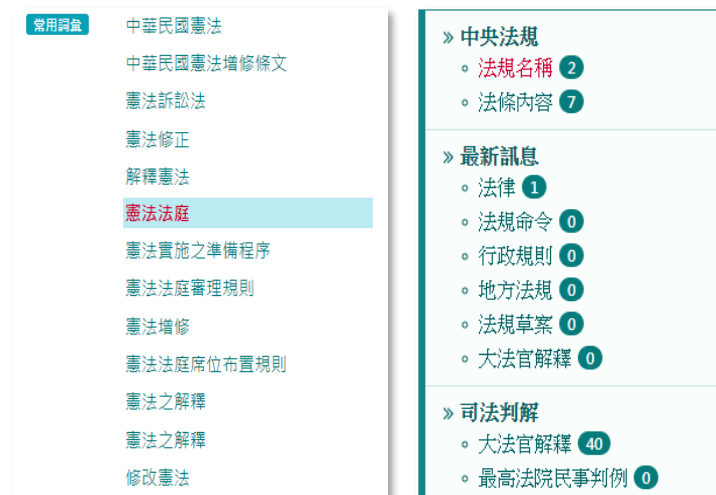 常用詞彙
中華民國憲法
中華民國憲法增修條文
憲法訴訟法
憲法修正
解釋憲法
憲法法庭
憲法實施之準備程序
憲法法庭審理規則
憲法增修
憲法法庭席位布置規則
憲法之解釋
憲法之解釋
修改憲法
» 中央法規
法規名稱 2
法條內容 7
» 最新訊息
法律 1
法規命令 0
行政規則 0
地方法規 0
法規草案 0
大法官解釋 0
» 司法判解
大法官解釋 40
最高法院民事判例 0